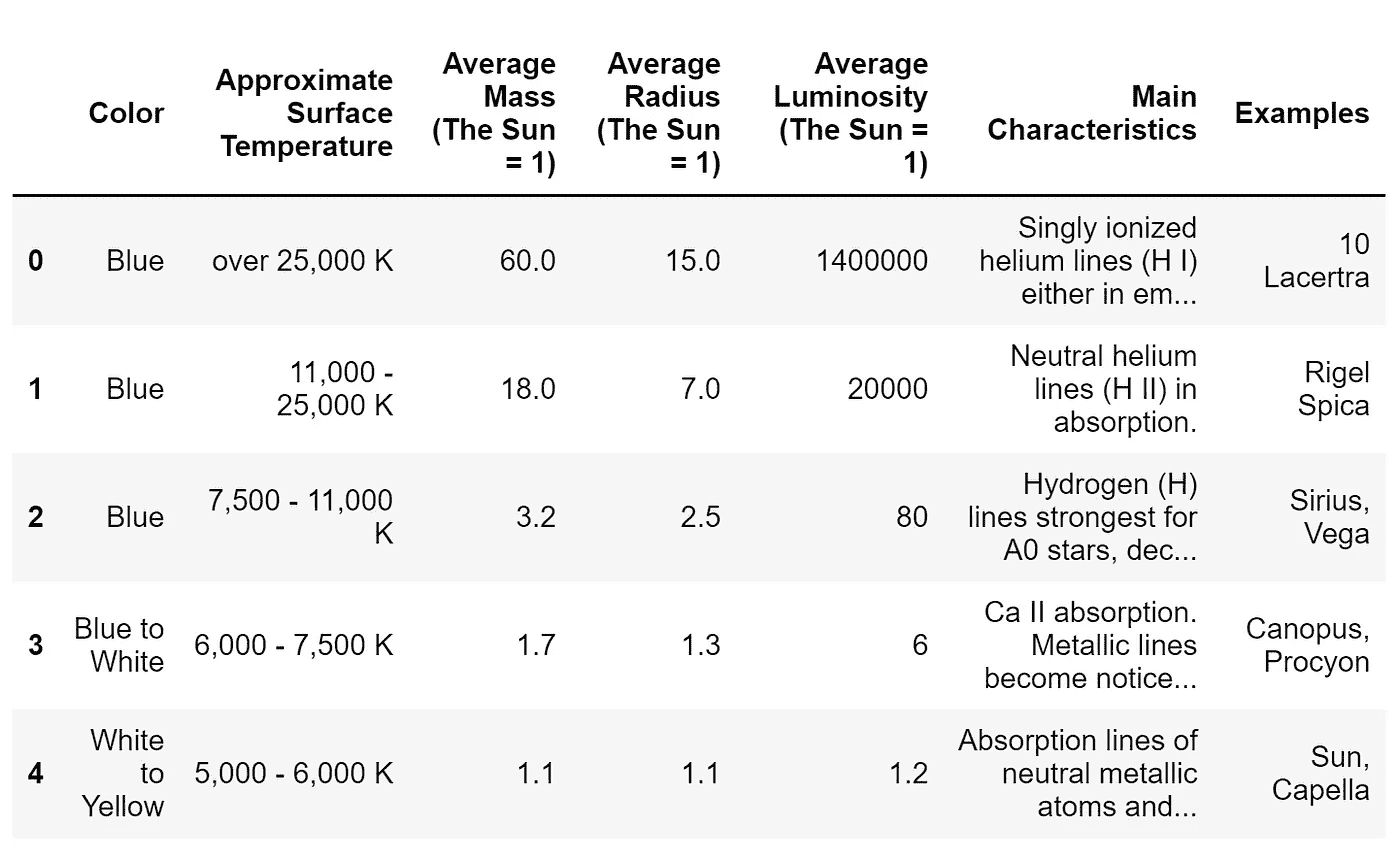 Color Approximate Surface Temperature Average Mass (The Sun = 1) Average Radius (The Sun = 1) Average Luminosity (The Sun = 1) Main Characteristics Examples
0 Blue over 25,000 K 60.0 15.0 1400000 Singly ionized helium lines (H I) either in em... 10 Lacertra
1 Blue 11,000 - 25,000 K 18.0 7.0 20000 Neutral helium lines (H II) in absorption. Rigel Spica
2 Blue 7,500 - 11,000 K 3.2 2.5 80 Hydrogen (H) lines strongest for A0 stars, dec... Sirius, Vega
3 Blue to White 6,000 - 7,500 K 1.7 1.3 6 Ca II absorption. Metallic lines become notice... Canopus, Procyon
4 White to Yellow 5,000 - 6,000 K 1.1 1.1 1.2 Absorption lines of neutral metallic atoms and... Sun, Capella